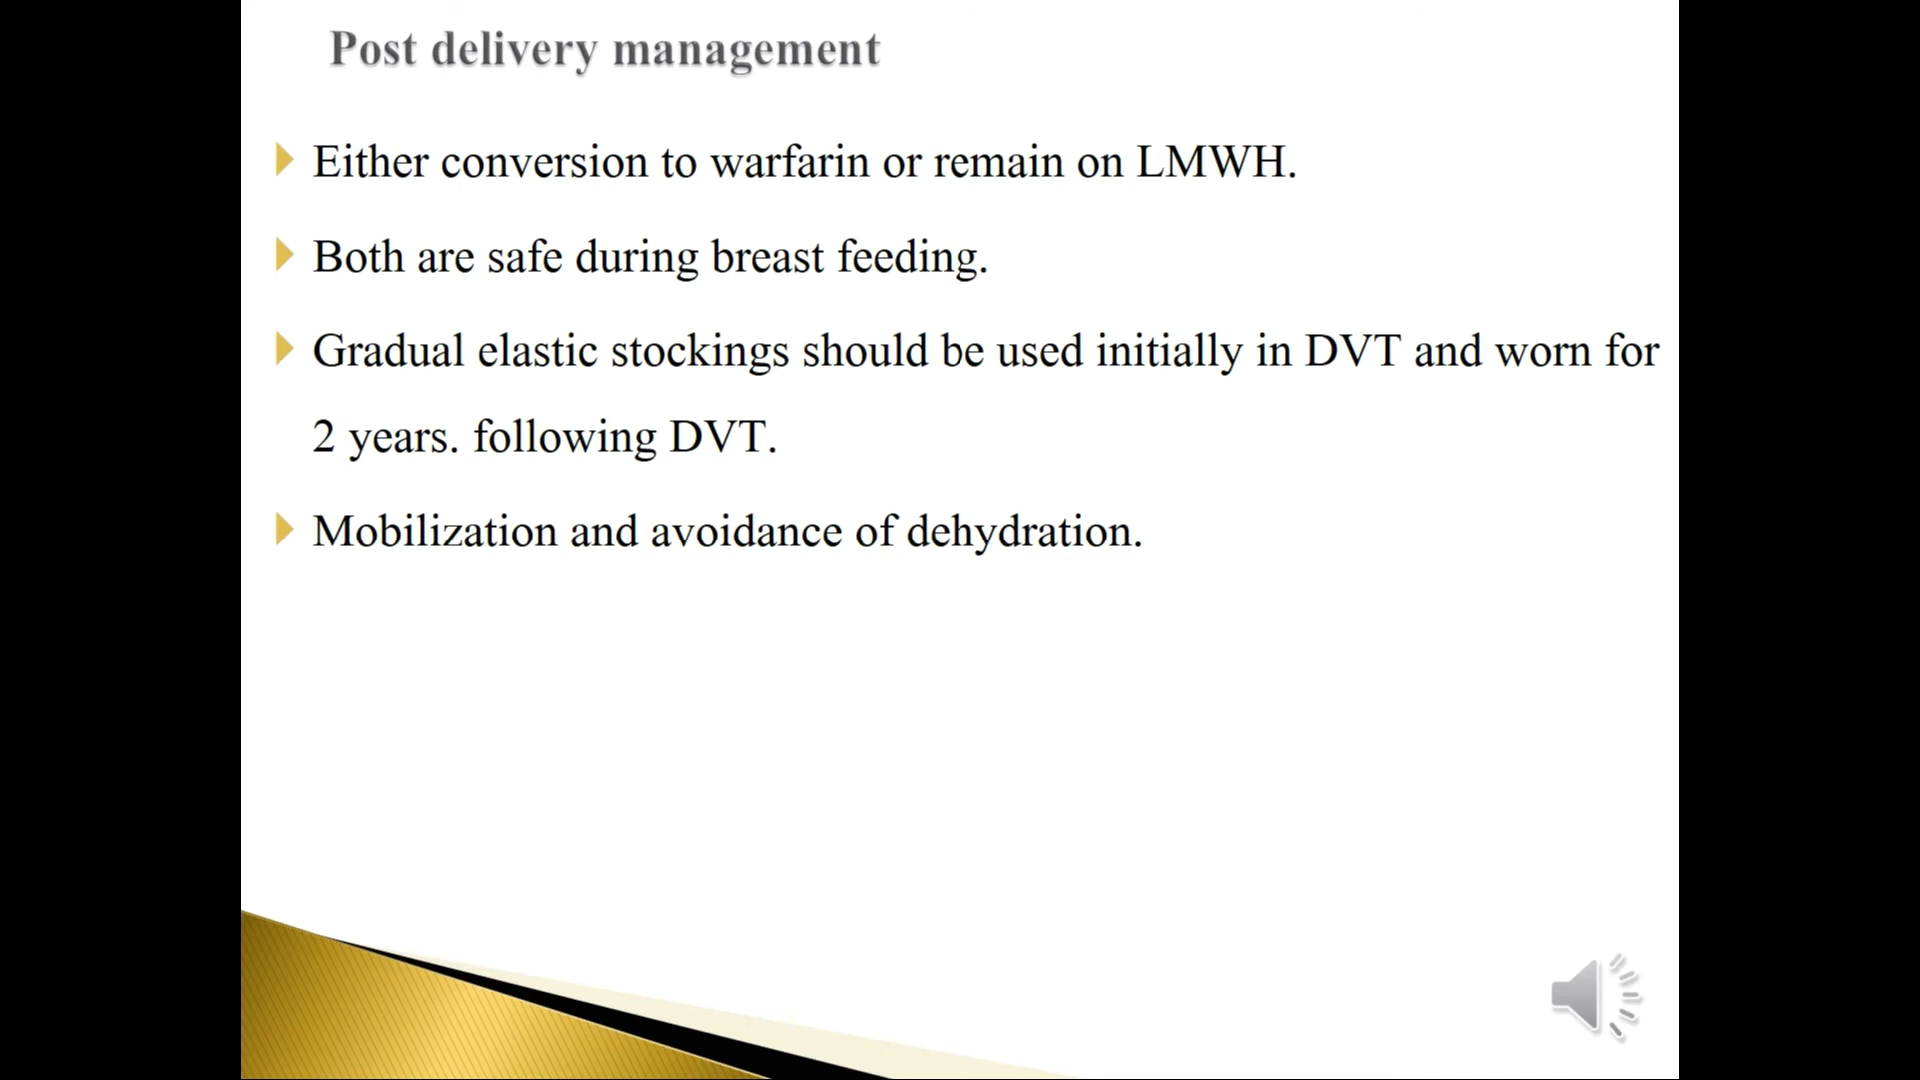 Post delivery management
Either conversion to warfarin or remain on LMWH.
Both are safe during breast feeding.
Gradual elastic stockings should be used initially in DVT and worn for
2 years. following DVT.
Mobilization and avoidance of dehydration.